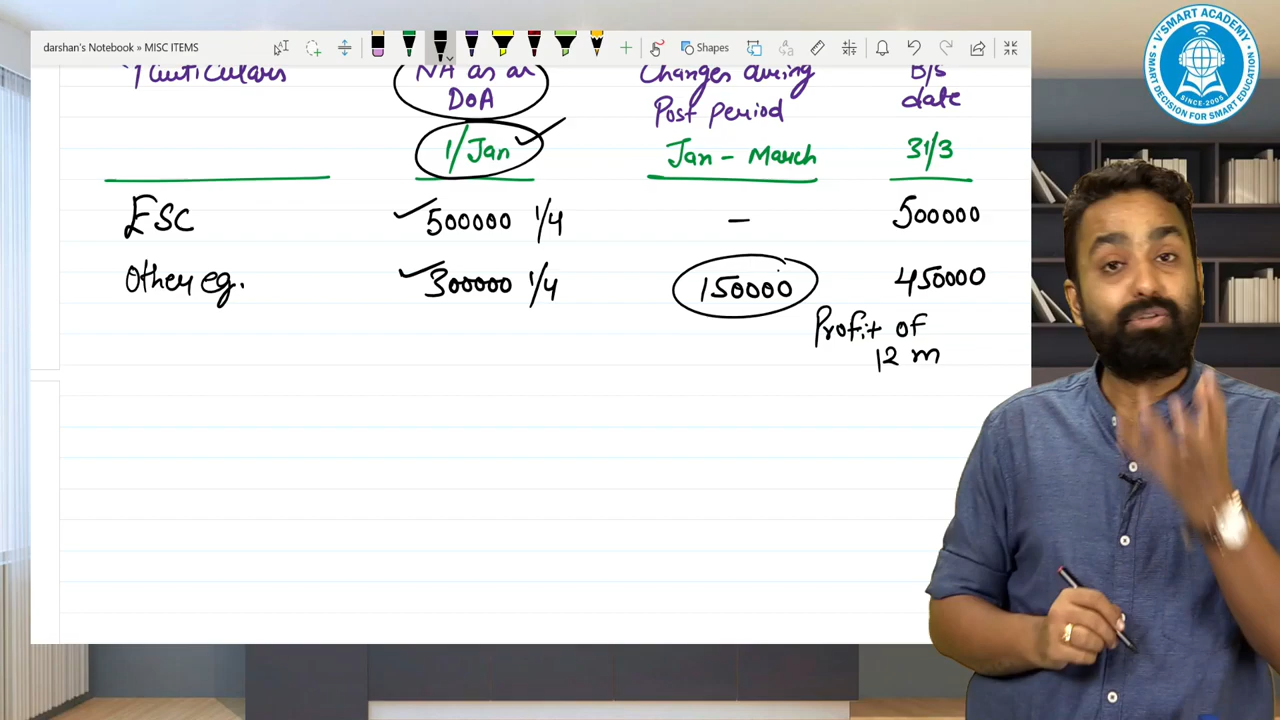 darshan's Notebook » MISC ITEMS
Shapes
V'SMART ACADEMY
SINCE-2005
SMART DECISION FOR SMART EDUCATION
Particulars
NA as at
DOA
1/Jan
Changes during
Post period
Jan - March
B/S
date
31/3
ESC 500000 1/4 - 500000
Other eq. 300000 1/4 150000 450000
Profit of
12 m